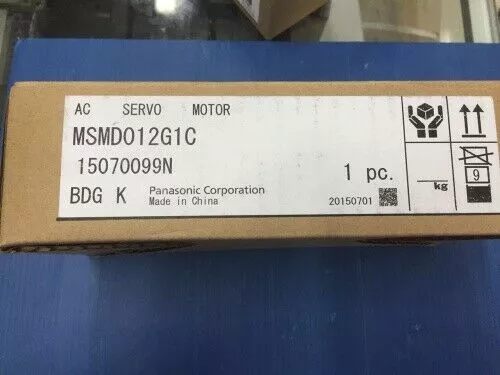 AC SERVO MOTOR
MSMD012G1C
15070099N
1 pc.
BDG K
Panasonic Corporation
Made in China
20150701
kg
9